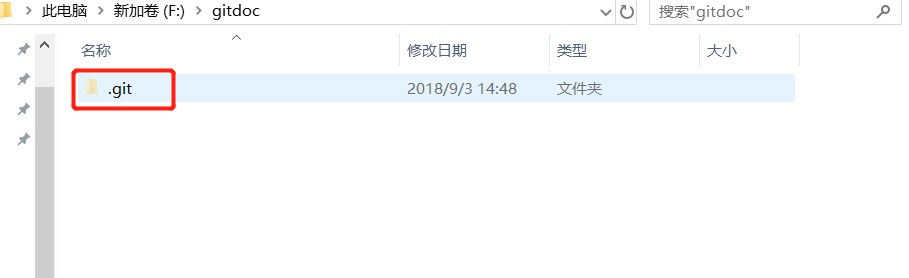 此电脑 > 新加卷 (F:) > gitdoc 搜索"gitdoc"
名称 修改日期 类型 大小
.git 2018/9/3 14:48 文件夹